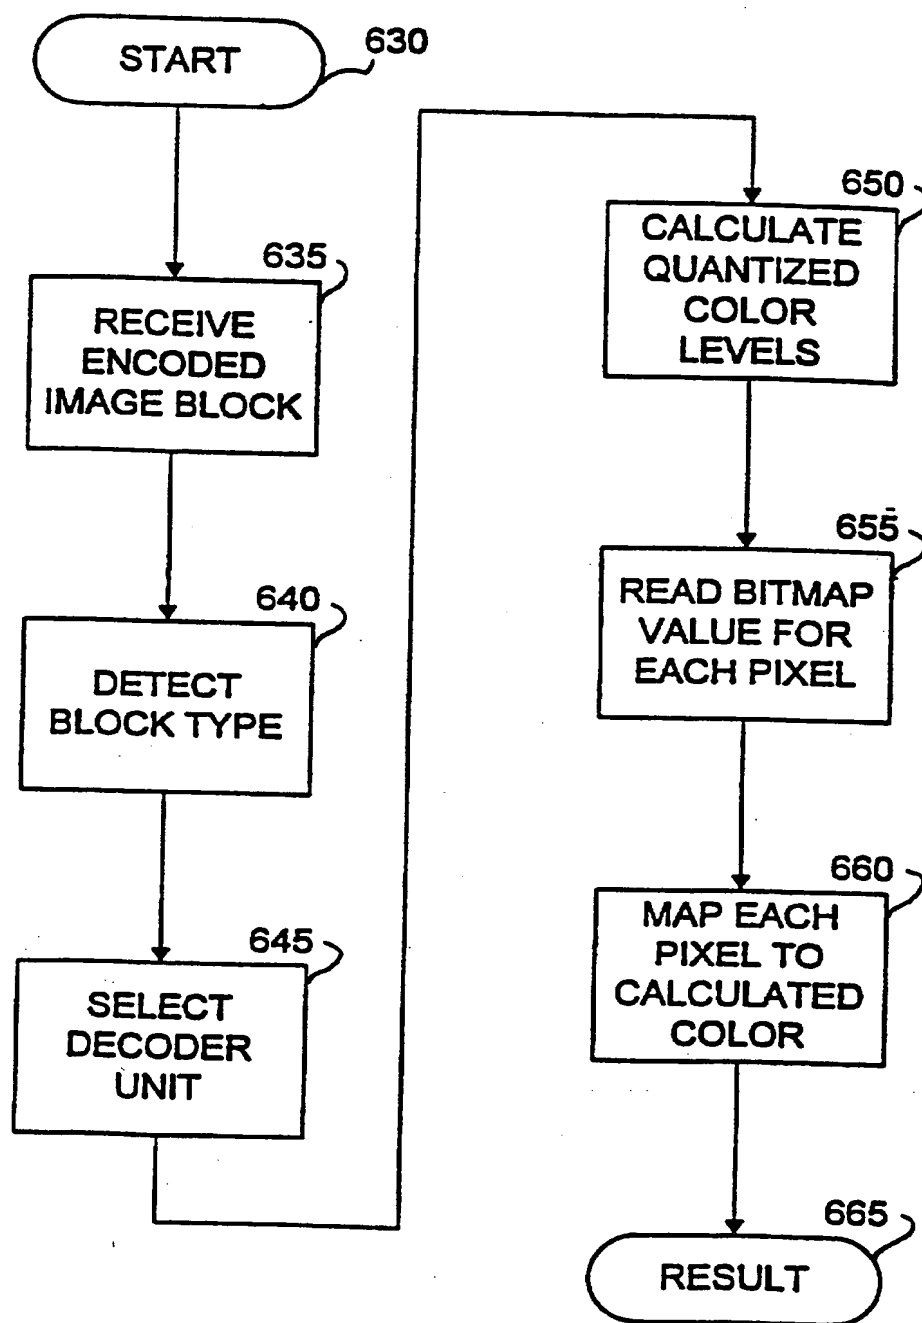 START
630
635
RECEIVE
ENCODED
IMAGE BLOCK
640
DETECT
BLOCK TYPE
645
SELECT
DECODER
UNIT
650
CALCULATE
QUANTIZED
COLOR
LEVELS
655
READ BITMAP
VALUE FOR
EACH PIXEL
660
MAP EACH
PIXEL TO
CALCULATED
COLOR
665
RESULT